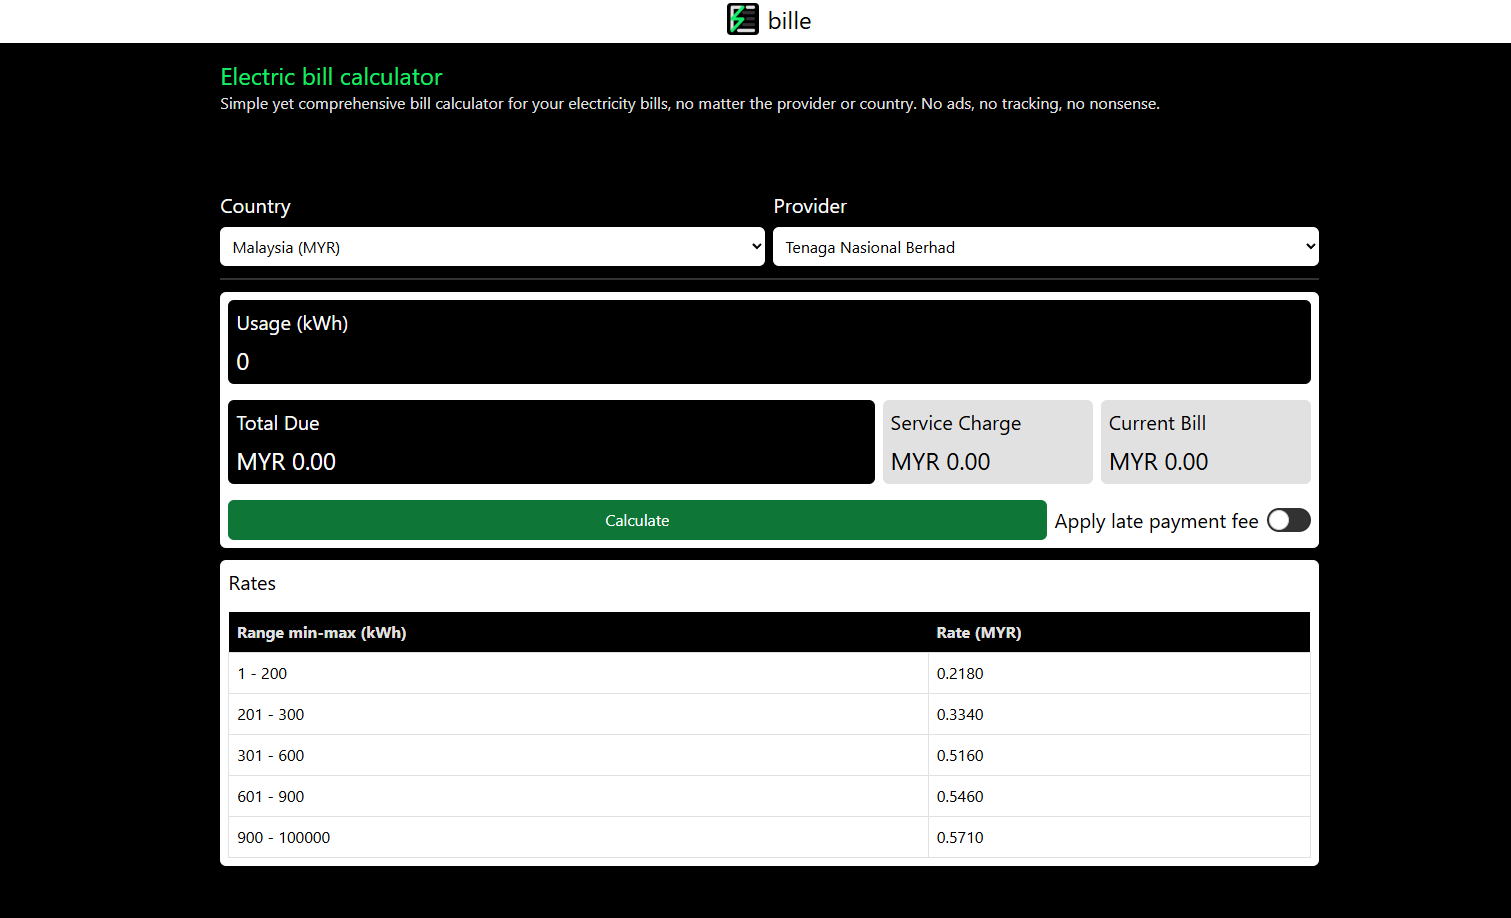 bille
Electric bill calculator
Simple yet comprehensive bill calculator for your electricity bills, no matter the provider or country. No ads, no tracking, no nonsense.
Country Provider
Malaysia (MYR) Tenaga Nasional Berhad
Usage (kWh)
0
Total Due Service Charge Current Bill
MYR 0.00 MYR 0.00 MYR 0.00
Calculate Apply late payment fee
Rates
Range min-max (kWh) Rate (MYR)
1 - 200 0.2180
201 - 300 0.3340
301 - 600 0.5160
601 - 900 0.5460
900 - 100000 0.5710